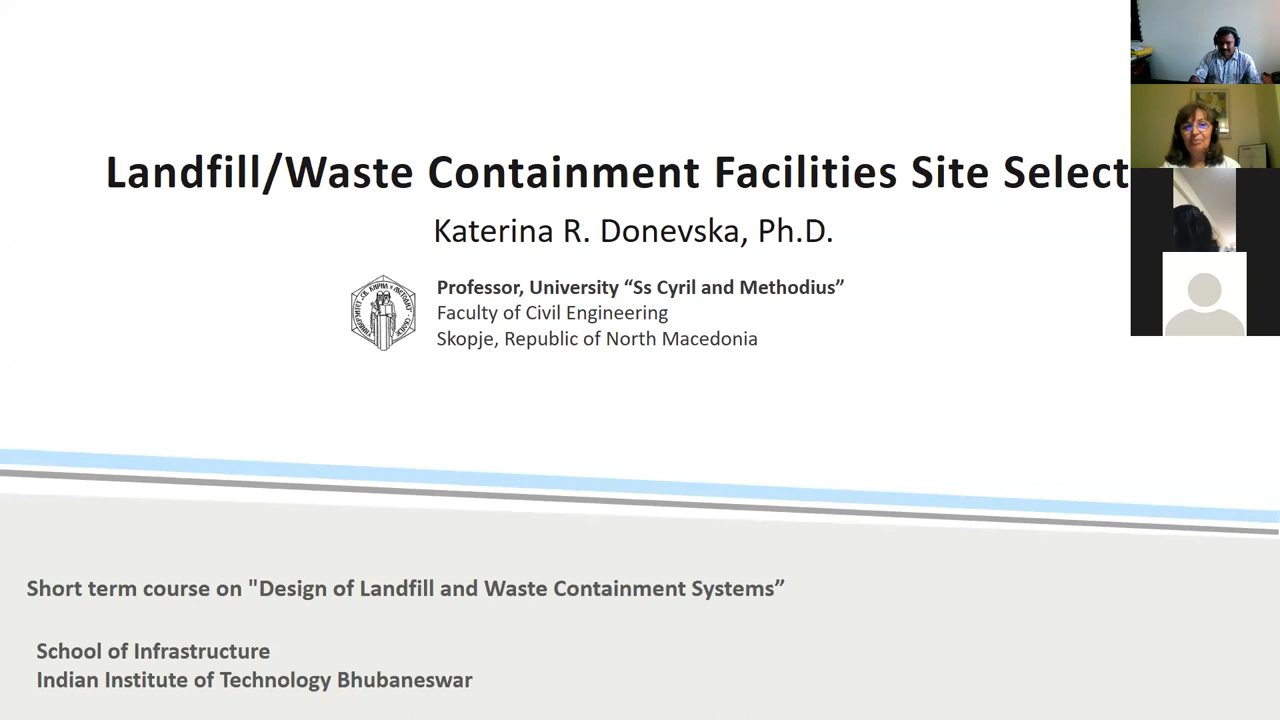 Landfill/Waste Containment Facilities Site Select
Katerina R. Donevska, Ph.D.
Professor, University “Ss Cyril and Methodius”
Faculty of Civil Engineering
Skopje, Republic of North Macedonia
Short term course on "Design of Landfill and Waste Containment Systems”
School of Infrastructure
Indian Institute of Technology Bhubaneswar